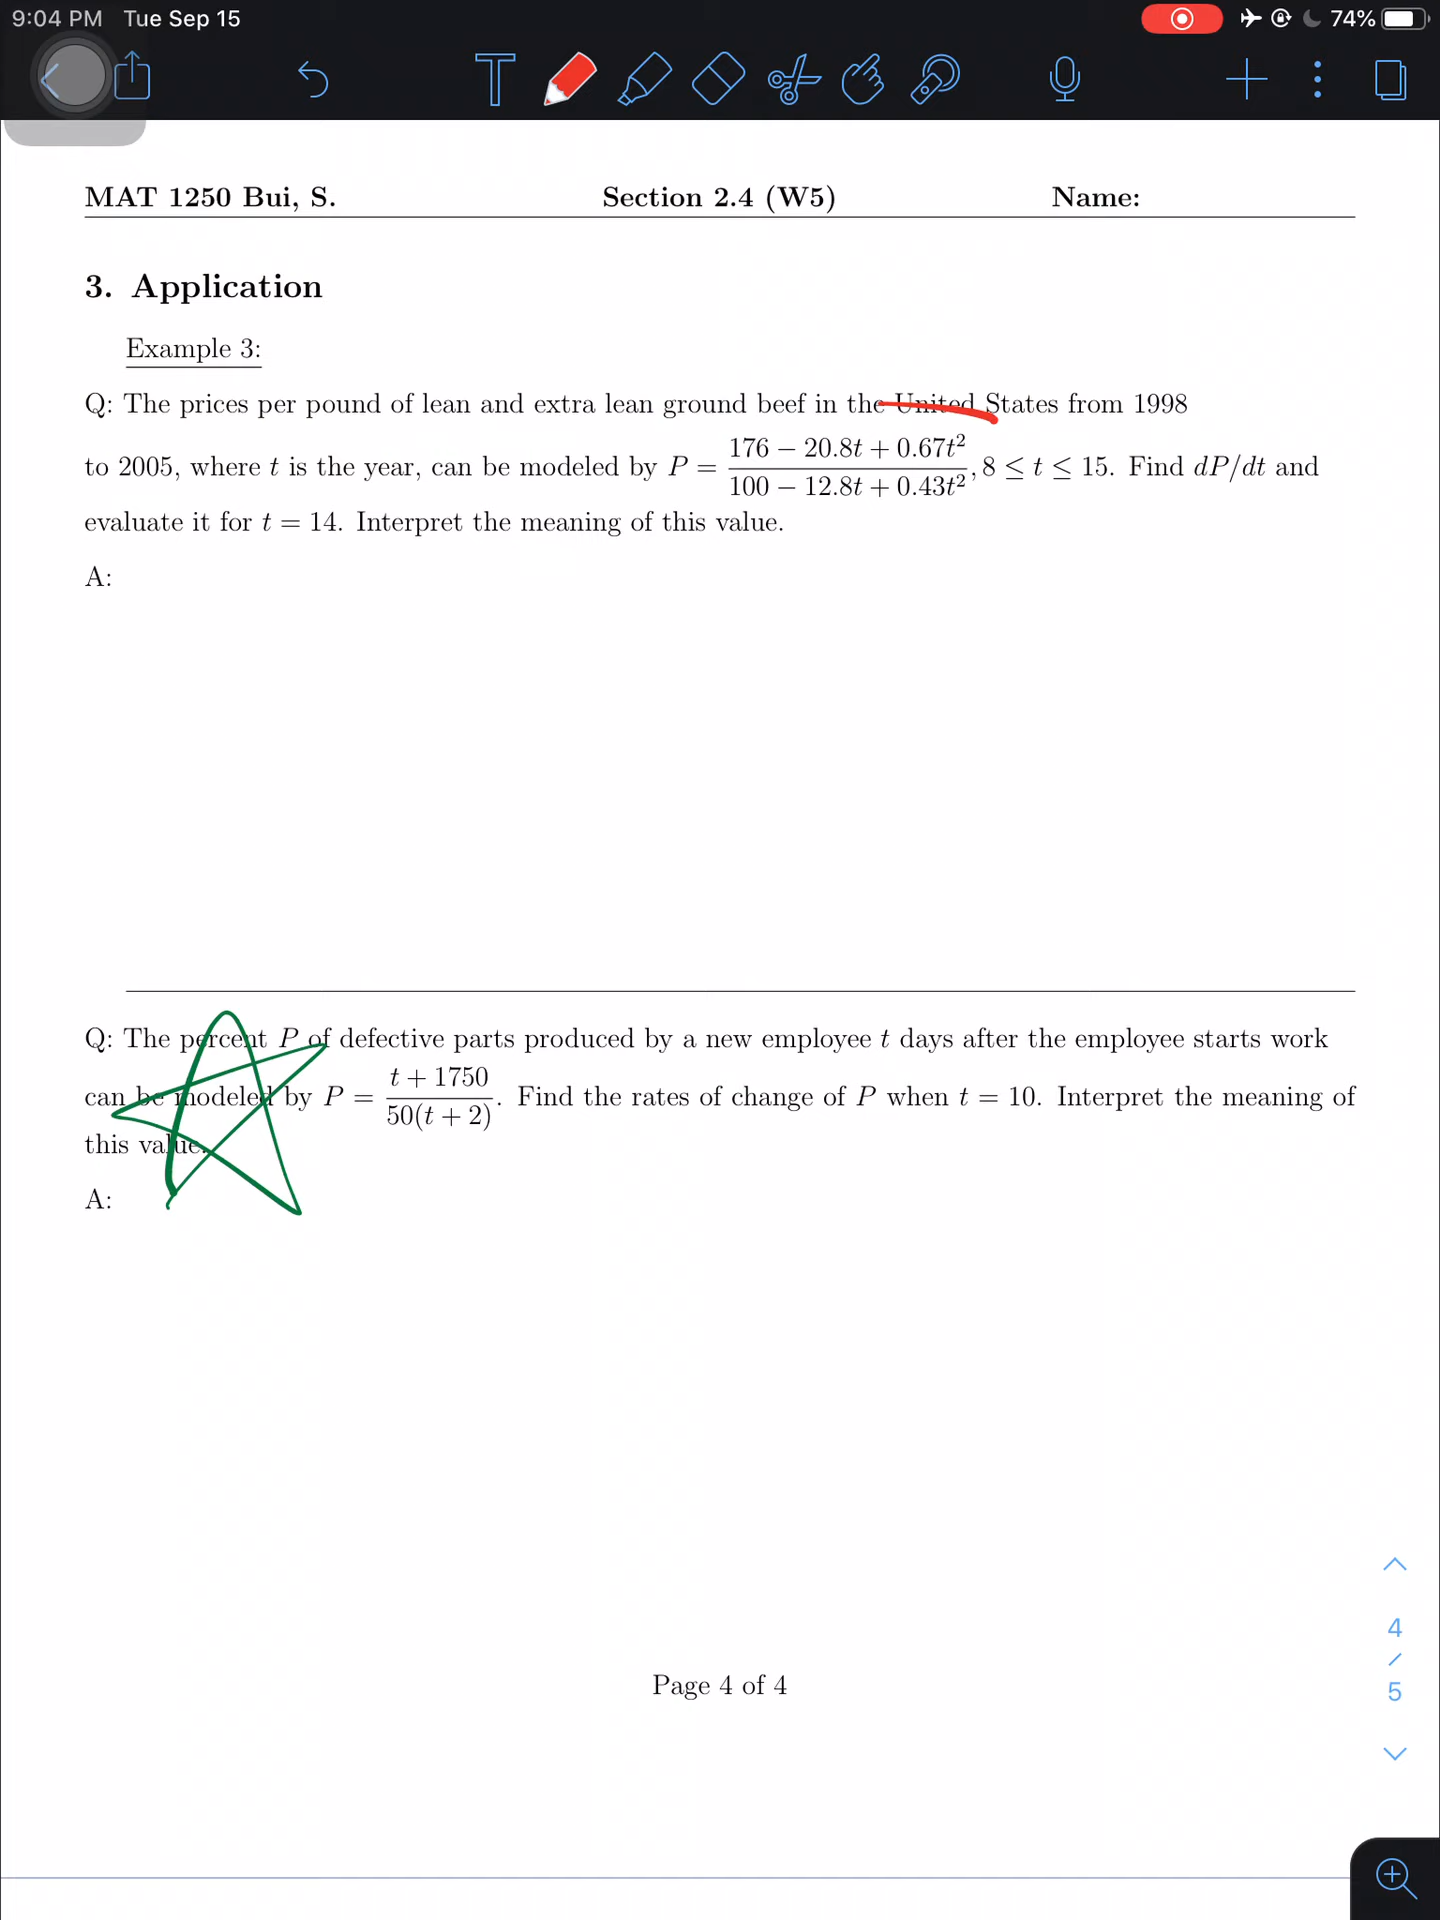 9:04 PM Tue Sep 15 74%
MAT 1250 Bui, S. Section 2.4 (W5) Name:
3. Application
Example 3:
Q: The prices per pound of lean and extra lean ground beef in the United States from 1998
to 2005, where t is the year, can be modeled by P = (176 − 20.8t + 0.67t²)/(100 − 12.8t + 0.43t²), 8 ≤ t ≤ 15. Find dP/dt and
evaluate it for t = 14. Interpret the meaning of this value.
A:
Q: The percent P of defective parts produced by a new employee t days after the employee starts work
can be modeled by P = (t + 1750)/(50(t + 2)). Find the rates of change of P when t = 10. Interpret the meaning of
this value.
A:
4
/
5
Page 4 of 4